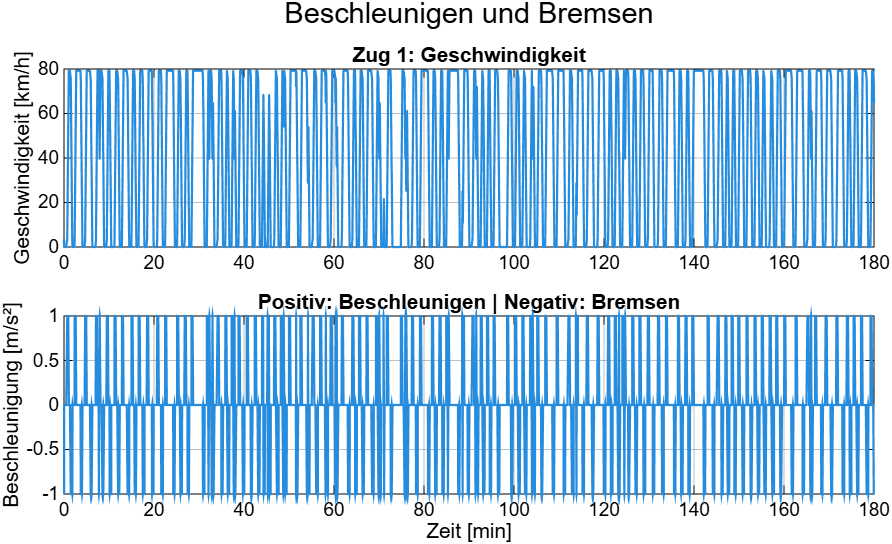 Beschleunigen und Bremsen
Zug 1: Geschwindigkeit
Geschwindigkeit [km/h]
80
60
40
20
0
0 20 40 60 80 100 120 140 160 180
Positiv: Beschleunigen | Negativ: Bremsen
Beschleunigung [m/s²]
1
0.5
0
-0.5
-1
0 20 40 60 80 100 120 140 160 180
Zeit [min]